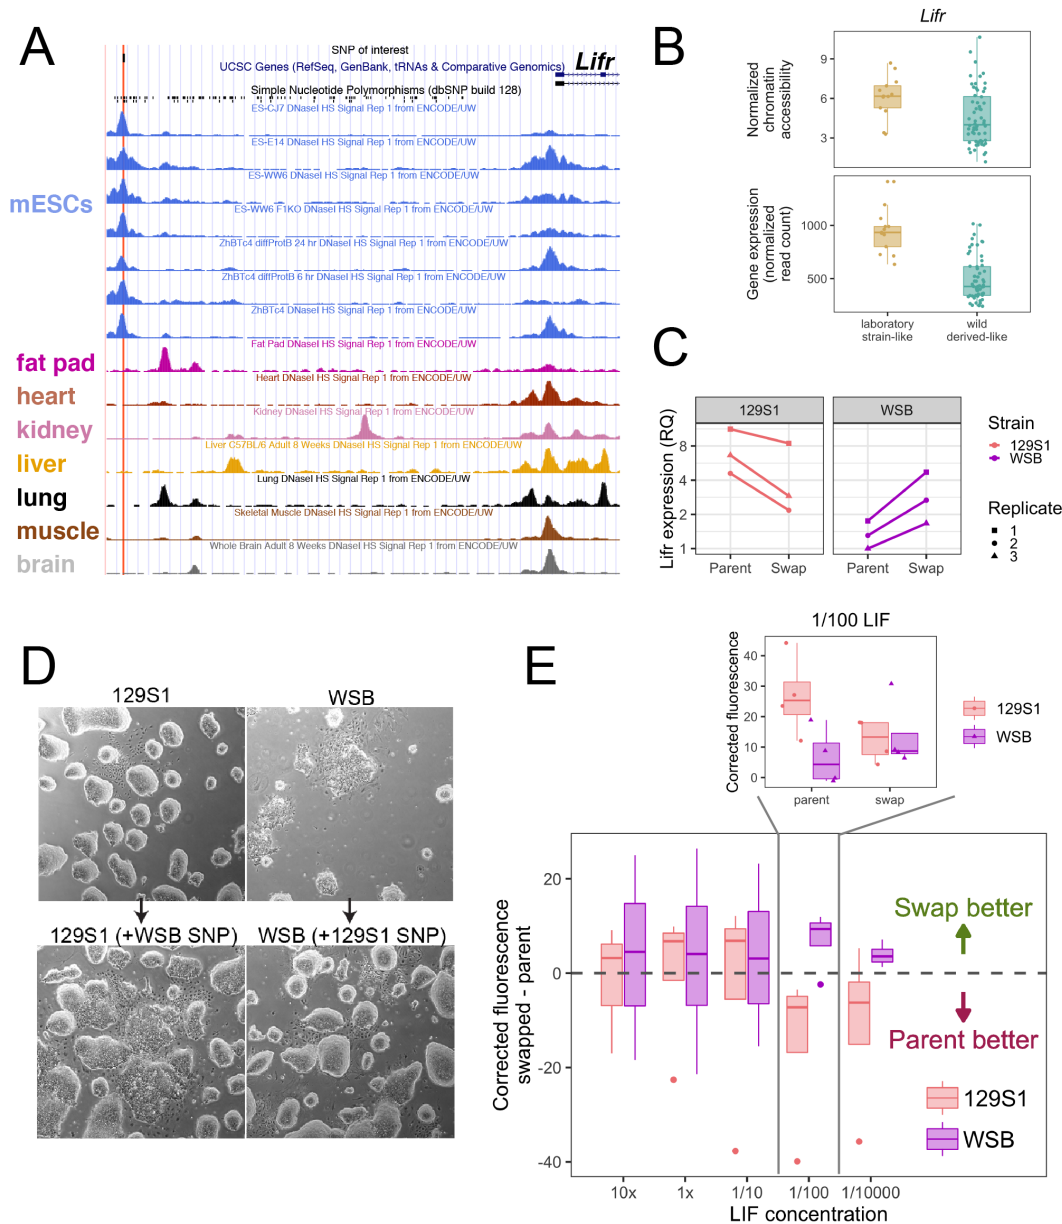 A
SNP of interest
UCSC Genes (RefSeq, GenBank, tRNAs & Comparative Genomics)
Lifr
Simple Nucleotide Polymorphisms (dbSNP build 128)
ES-CJ7 DNaseI HS Signal Rep 1 from ENCODE/UW
ES-E14 DNaseI HS Signal Rep 1 from ENCODE/UW
ES-WW6 DNaseI HS Signal Rep 1 from ENCODE/UW
mESCs
ES-WW6 F1KO DNaseI HS Signal Rep 1 from ENCODE/UW
ZhBTc4 diffProtB 24 hr DNaseI HS Signal Rep 1 from ENCODE/UW
ZhBTc4 diffProtB 6 hr DNaseI HS Signal Rep 1 from ENCODE/UW
ZhBTc4 DNaseI HS Signal Rep 1 from ENCODE/UW
fat pad
Fat Pad DNaseI HS Signal Rep 1 from ENCODE/UW
heart
Heart DNaseI HS Signal Rep 1 from ENCODE/UW
kidney
Kidney DNaseI HS Signal Rep 1 from ENCODE/UW
liver
Liver C57BL/6 Adult 8 Weeks DNaseI HS Signal Rep 1 from ENCODE/UW
lung
Lung DNaseI HS Signal Rep 1 from ENCODE/UW
muscle
Skeletal Muscle DNaseI HS Signal Rep 1 from ENCODE/UW
brain
Whole Brain Adult 8 Weeks DNaseI HS Signal Rep 1 from ENCODE/UW
B
Lifr
Normalized
chromatin
accessibility
9
6
3
Gene expression
(normalized
read count)
1000
500
laboratory
strain-like
wild
derived-like
C
129S1
WSB
Lifr expression (RQ)
8
4
2
1
Parent
Swap
Parent
Swap
Strain
129S1
WSB
Replicate
1
2
3
D
129S1
WSB
129S1 (+WSB SNP)
WSB (+129S1 SNP)
E
1/100 LIF
Corrected fluorescence
40
30
20
10
0
parent
swap
129S1
WSB
Corrected fluorescence
swapped - parent
20
0
-20
-40
Swap better
Parent better
129S1
WSB
10x
1x
1/10
1/100
1/10000
LIF concentration